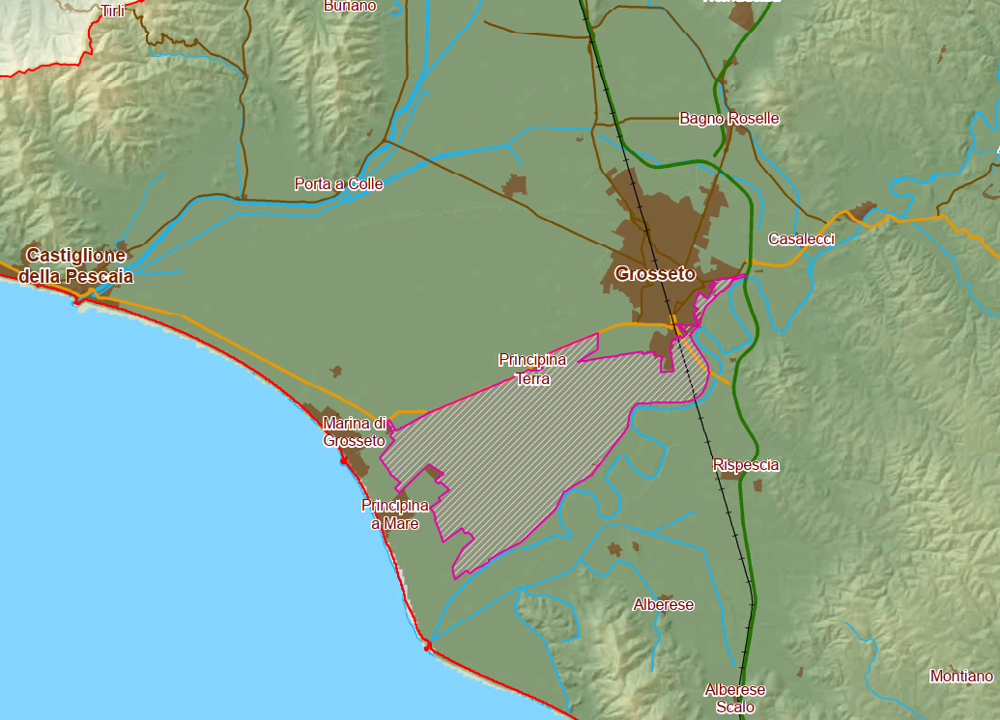 Tirli
Buriano
Bagno Roselle
Porta a Colle
Casalecci
Castiglione
della Pescaia
Grosseto
Principina
Terra
Marina di
Grosseto
Rispescia
Principina
a Mare
Alberese
Montiano
Alberese
Scalo